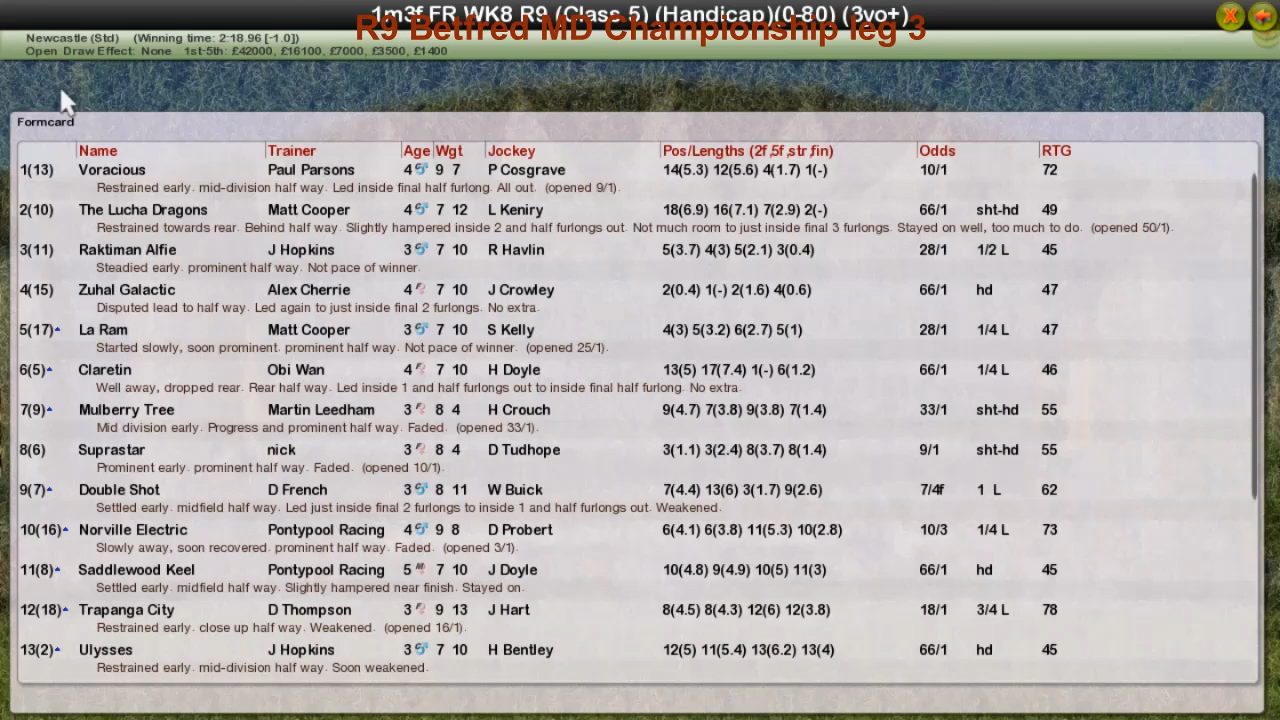 1m3f FR WK8 R9 (Class 5) (Handicap)(0-80) (3yo+)
R9 Betfred MD Championship leg 3
Newcastle (Std) (Winning time: 2:18.96 [-1.0])
Open Draw Effect: None 1st-5th: £42000, £16100, £7000, £3500, £1400
Formcard
Name Trainer Age Wgt Jockey Pos/Lengths (2f,5f,str,fin) Odds RTG
1(13) Voracious Paul Parsons 4 9 7 P Cosgrave 14(5.3) 12(5.6) 4(1.7) 1(-) 10/1 72
Restrained early. mid-division half way. Led inside final half furlong. All out. (opened 9/1).
2(10) The Lucha Dragons Matt Cooper 4 7 12 L Keniry 18(6.9) 16(7.1) 7(2.9) 2(-) 66/1 sht-hd 49
Restrained towards rear. Behind half way. Slightly hampered inside 2 and half furlongs out. Not much room to just inside final 3 furlongs. Stayed on well, too much to do. (opened 50/1).
3(11) Raktiman Alfie J Hopkins 3 7 10 R Havlin 5(3.7) 4(3) 5(2.1) 3(0.4) 28/1 1/2 L 45
Steadied early. prominent half way. Not pace of winner.
4(15) Zuhal Galactic Alex Cherrie 4 7 10 J Crowley 2(0.4) 1(-) 2(1.6) 4(0.6) 66/1 hd 47
Disputed lead to half way. Led again to just inside final 2 furlongs. No extra.
5(17) La Ram Matt Cooper 3 7 10 S Kelly 4(3) 5(3.2) 6(2.7) 5(1) 28/1 1/4 L 47
Started slowly, soon prominent. prominent half way. Not pace of winner. (opened 25/1).
6(5) Claretin Obi Wan 4 7 10 H Doyle 13(5) 17(7.4) 1(-) 6(1.2) 66/1 1/4 L 46
Well away, dropped rear. Rear half way. Led inside 1 and half furlongs out to inside final half furlong. No extra.
7(9) Mulberry Tree Martin Leedham 3 8 4 H Crouch 9(4.7) 7(3.8) 9(3.8) 7(1.4) 33/1 sht-hd 55
Mid division early. Progress and prominent half way. Faded. (opened 33/1).
8(6) Suprastar nick 3 8 4 D Tudhope 3(1.1) 3(2.4) 8(3.7) 8(1.4) 9/1 sht-hd 55
Prominent early. prominent half way. Faded. (opened 10/1).
9(7) Double Shot D French 3 8 11 W Buick 7(4.4) 13(6) 3(1.7) 9(2.6) 7/4f 1 L 62
Settled early. midfield half way. Led just inside final 2 furlongs to inside 1 and half furlongs out. Weakened.
10(16) Norville Electric Pontypool Racing 4 9 8 D Probert 6(4.1) 6(3.8) 11(5.3) 10(2.8) 10/3 1/4 L 73
Slowly away, soon recovered. prominent half way. Faded. (opened 3/1).
11(8) Saddlewood Keel Pontypool Racing 5 7 10 J Doyle 10(4.8) 9(4.9) 10(5) 11(3) 66/1 hd 45
Settled early. midfield half way. Slightly hampered near finish. Stayed on.
12(18) Trapanga City D Thompson 3 9 13 J Hart 8(4.5) 8(4.3) 12(6) 12(3.8) 18/1 3/4 L 78
Restrained early. close up half way. Weakened. (opened 16/1).
13(2) Ulysses J Hopkins 3 7 10 H Bentley 12(5) 11(5.4) 13(6.2) 13(4) 66/1 hd 45
Restrained early. mid-division half way. Soon weakened.